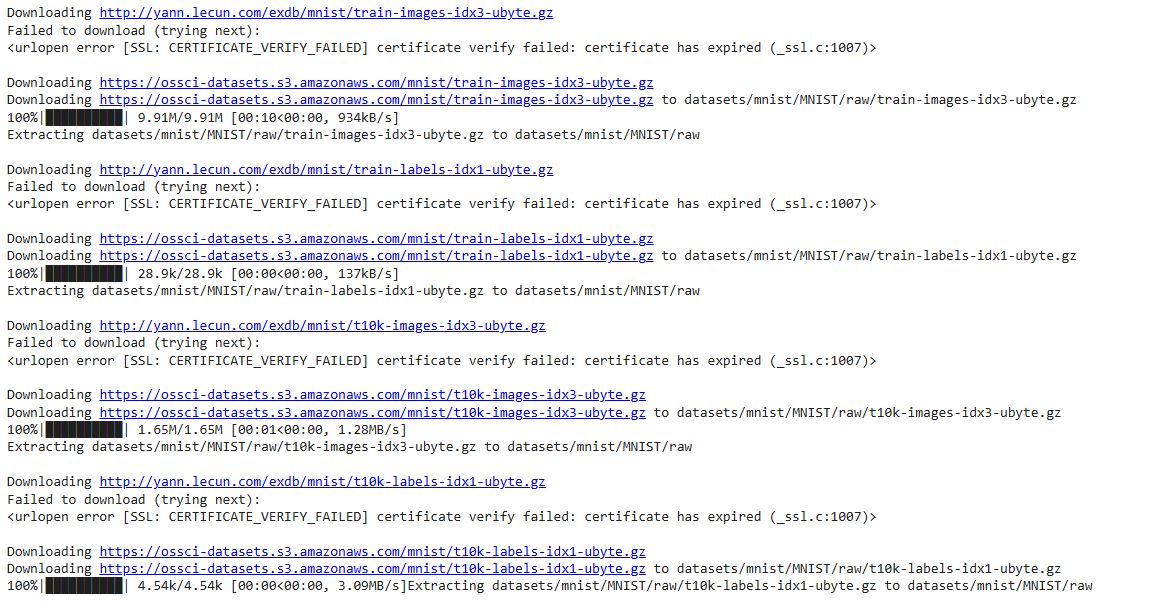 Downloading http://yann.lecun.com/exdb/mnist/train-images-idx3-ubyte.gz
Failed to download (trying next):
<urlopen error [SSL: CERTIFICATE_VERIFY_FAILED] certificate verify failed: certificate has expired (_ssl.c:1007)>

Downloading https://ossci-datasets.s3.amazonaws.com/mnist/train-images-idx3-ubyte.gz
Downloading https://ossci-datasets.s3.amazonaws.com/mnist/train-images-idx3-ubyte.gz to datasets/mnist/MNIST/raw/train-images-idx3-ubyte.gz
100%|██████████| 9.91M/9.91M [00:10<00:00, 934kB/s]
Extracting datasets/mnist/MNIST/raw/train-images-idx3-ubyte.gz to datasets/mnist/MNIST/raw

Downloading http://yann.lecun.com/exdb/mnist/train-labels-idx1-ubyte.gz
Failed to download (trying next):
<urlopen error [SSL: CERTIFICATE_VERIFY_FAILED] certificate verify failed: certificate has expired (_ssl.c:1007)>

Downloading https://ossci-datasets.s3.amazonaws.com/mnist/train-labels-idx1-ubyte.gz
Downloading https://ossci-datasets.s3.amazonaws.com/mnist/train-labels-idx1-ubyte.gz to datasets/mnist/MNIST/raw/train-labels-idx1-ubyte.gz
100%|██████████| 28.9k/28.9k [00:00<00:00, 137kB/s]
Extracting datasets/mnist/MNIST/raw/train-labels-idx1-ubyte.gz to datasets/mnist/MNIST/raw

Downloading http://yann.lecun.com/exdb/mnist/t10k-images-idx3-ubyte.gz
Failed to download (trying next):
<urlopen error [SSL: CERTIFICATE_VERIFY_FAILED] certificate verify failed: certificate has expired (_ssl.c:1007)>

Downloading https://ossci-datasets.s3.amazonaws.com/mnist/t10k-images-idx3-ubyte.gz
Downloading https://ossci-datasets.s3.amazonaws.com/mnist/t10k-images-idx3-ubyte.gz to datasets/mnist/MNIST/raw/t10k-images-idx3-ubyte.gz
100%|██████████| 1.65M/1.65M [00:01<00:00, 1.28MB/s]
Extracting datasets/mnist/MNIST/raw/t10k-images-idx3-ubyte.gz to datasets/mnist/MNIST/raw

Downloading http://yann.lecun.com/exdb/mnist/t10k-labels-idx1-ubyte.gz
Failed to download (trying next):
<urlopen error [SSL: CERTIFICATE_VERIFY_FAILED] certificate verify failed: certificate has expired (_ssl.c:1007)>

Downloading https://ossci-datasets.s3.amazonaws.com/mnist/t10k-labels-idx1-ubyte.gz
Downloading https://ossci-datasets.s3.amazonaws.com/mnist/t10k-labels-idx1-ubyte.gz to datasets/mnist/MNIST/raw/t10k-labels-idx1-ubyte.gz
100%|██████████| 4.54k/4.54k [00:00<00:00, 3.09MB/s]Extracting datasets/mnist/MNIST/raw/t10k-labels-idx1-ubyte.gz to datasets/mnist/MNIST/raw